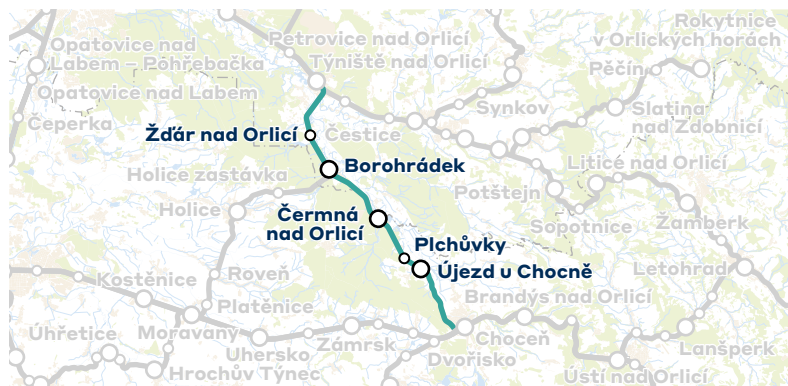 Rokytnice
v Orlických horách
Petrovice nad Orlicí
Opatovice nad
Labem – Pohřebačka
Týniště nad Orlicí
Pěčín
Opatovice nad Labem
Synkov
Slatina
nad Zdobnicí
Čeperka
Žďár nad Orlicí
Čestice
Borohrádek
Liticé nad Orlicí
Holice zastávka
Potštejn
Holice
Čermná
nad Orlicí
Sopotnice
Žamberk
Plchůvky
Újezd u Chocně
Letohrad
Roveň
Kostěnice
Brandýs nad Orlicí
Platěnice
Úhřetice
Moravany
Choceň
Uhersko
Zámrsk
Dvořisko
Lanšperk
Hrochův Týnec
Ústí nad Orlicí